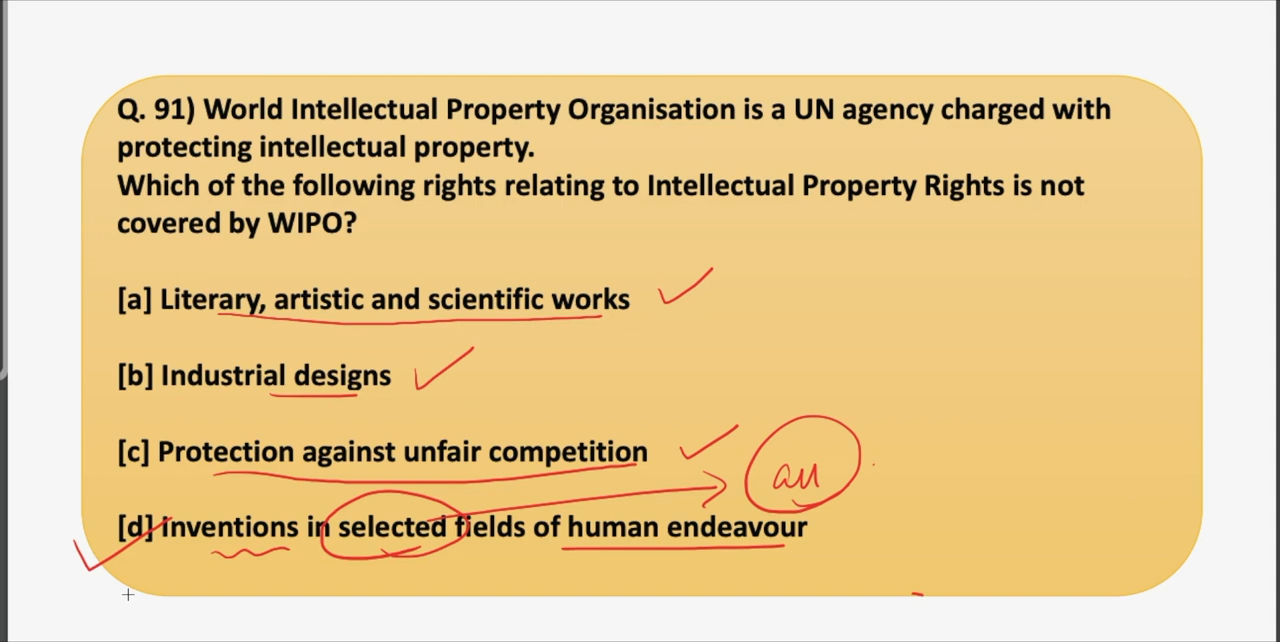 Q. 91) World Intellectual Property Organisation is a UN agency charged with
protecting intellectual property.
Which of the following rights relating to Intellectual Property Rights is not
covered by WIPO?
[a] Literary, artistic and scientific works
[b] Industrial designs
[c] Protection against unfair competition
all
[d] Inventions in selected fields of human endeavour